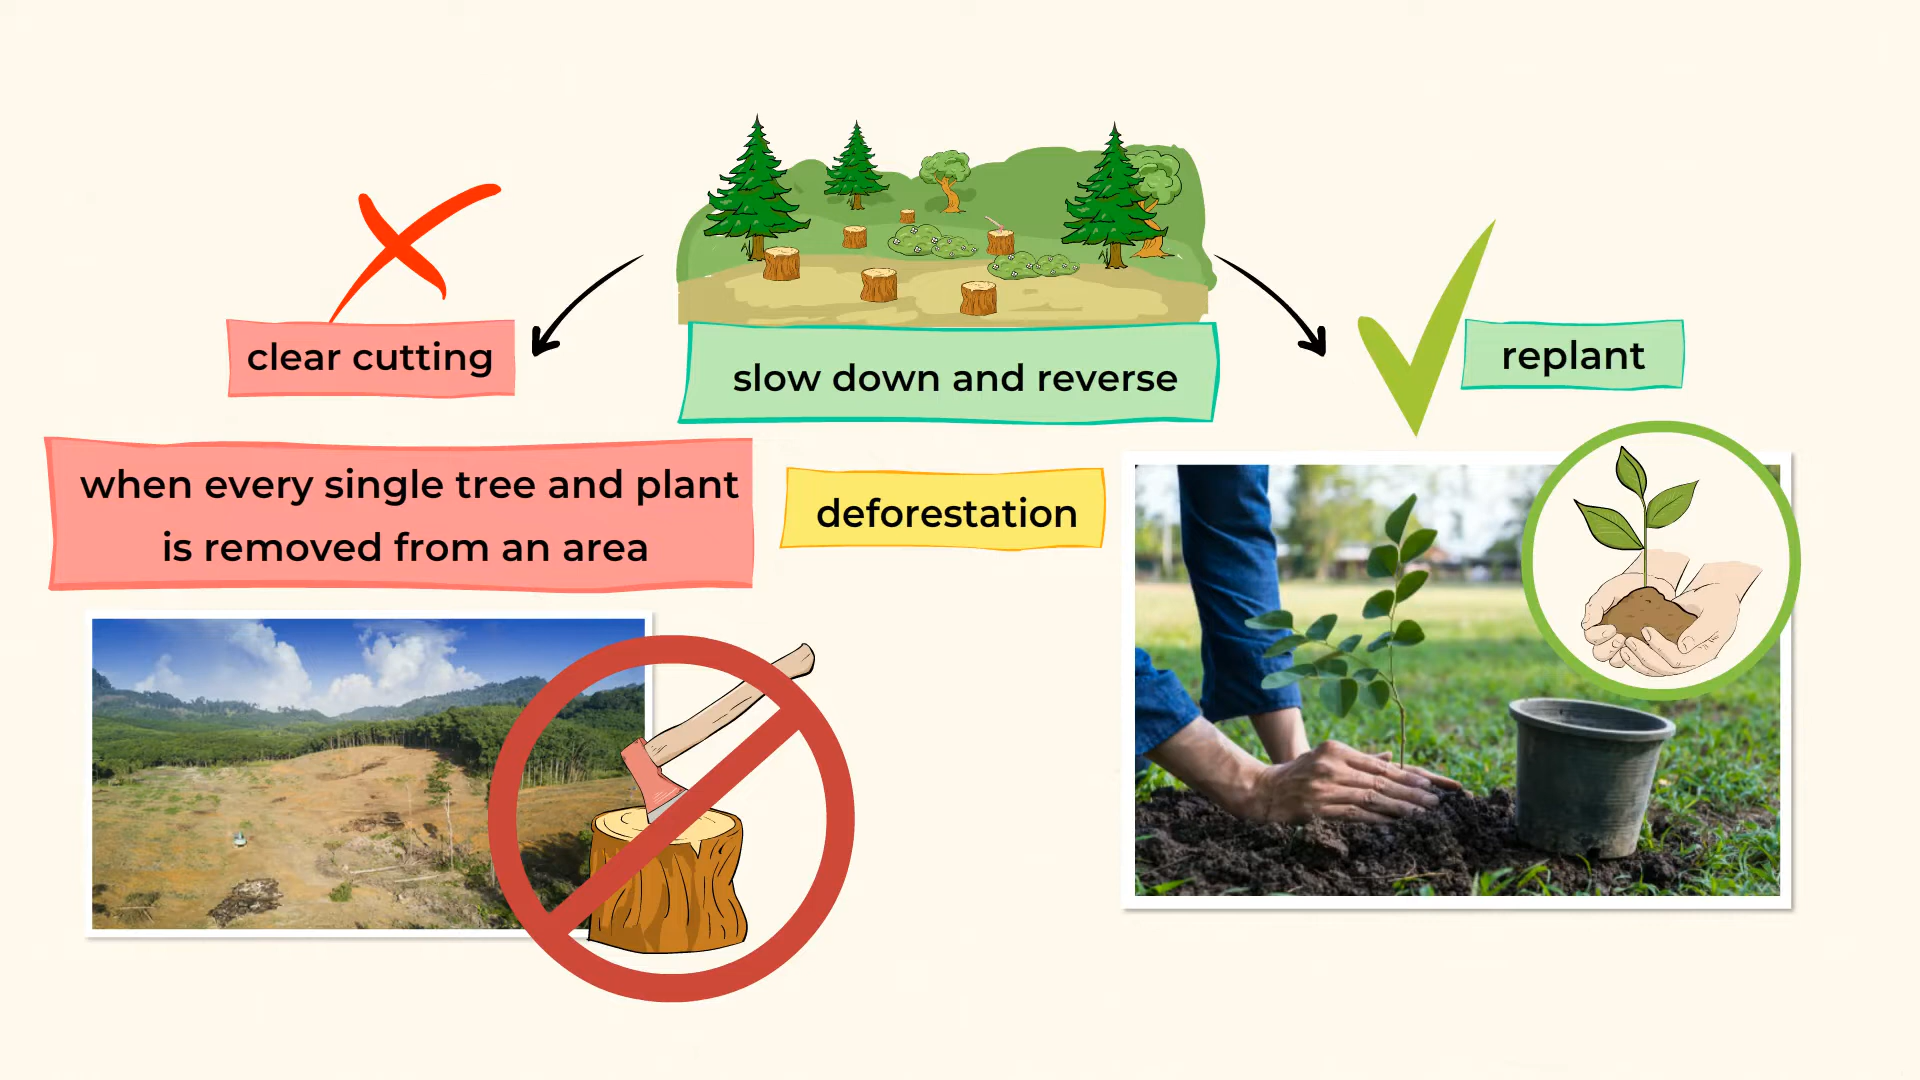 clear cutting
slow down and reverse
replant
when every single tree and plant
is removed from an area
deforestation